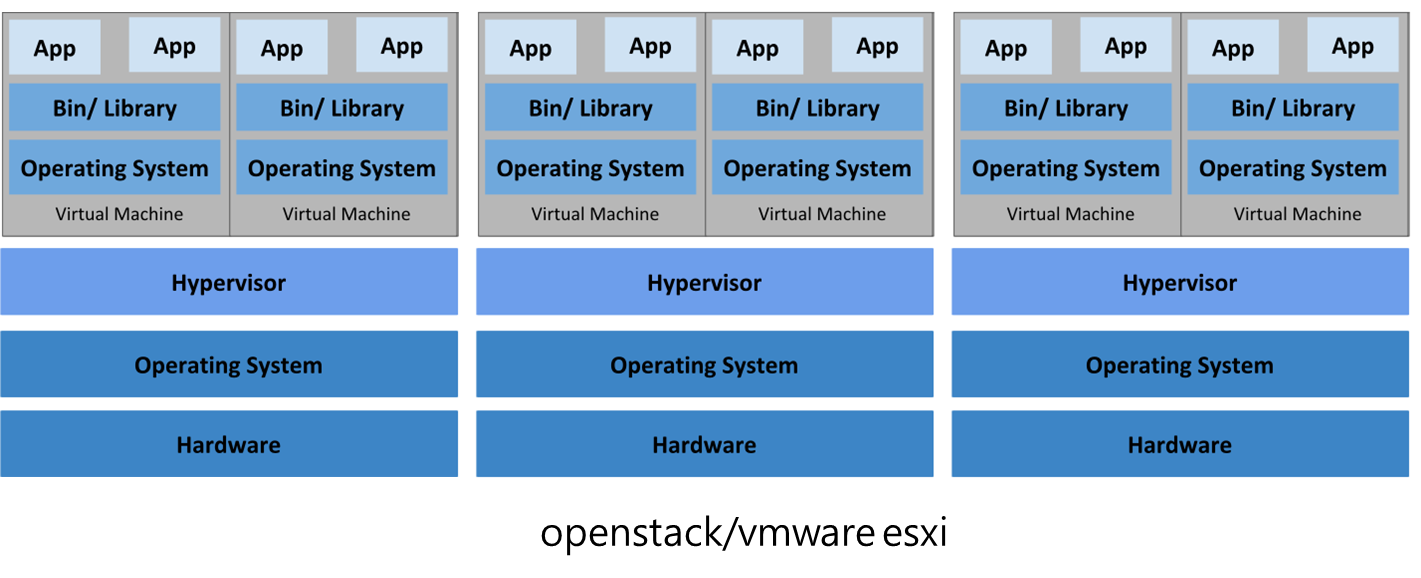 App App App App App App App App App App App App
Bin/ Library Bin/ Library Bin/ Library Bin/ Library Bin/ Library Bin/ Library
Operating System Operating System Operating System Operating System Operating System Operating System
Virtual Machine Virtual Machine Virtual Machine Virtual Machine Virtual Machine Virtual Machine
Hypervisor Hypervisor Hypervisor
Operating System Operating System Operating System
Hardware Hardware Hardware
openstack/vmware esxi